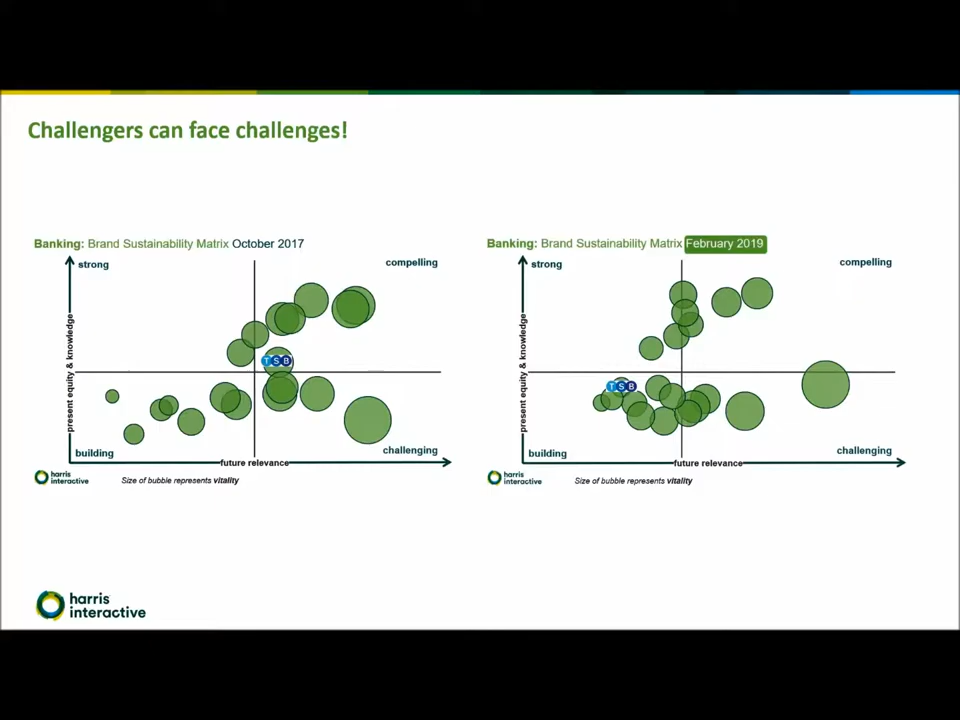 Challengers can face challenges!
Banking: Brand Sustainability Matrix October 2017
strong
compelling
present equity & knowledge
TSB
building
challenging
future relevance
harris
interactive
Size of bubble represents vitality
Banking: Brand Sustainability Matrix February 2019
strong
compelling
present equity & knowledge
TSB
building
challenging
future relevance
harris
interactive
Size of bubble represents vitality
harris
interactive